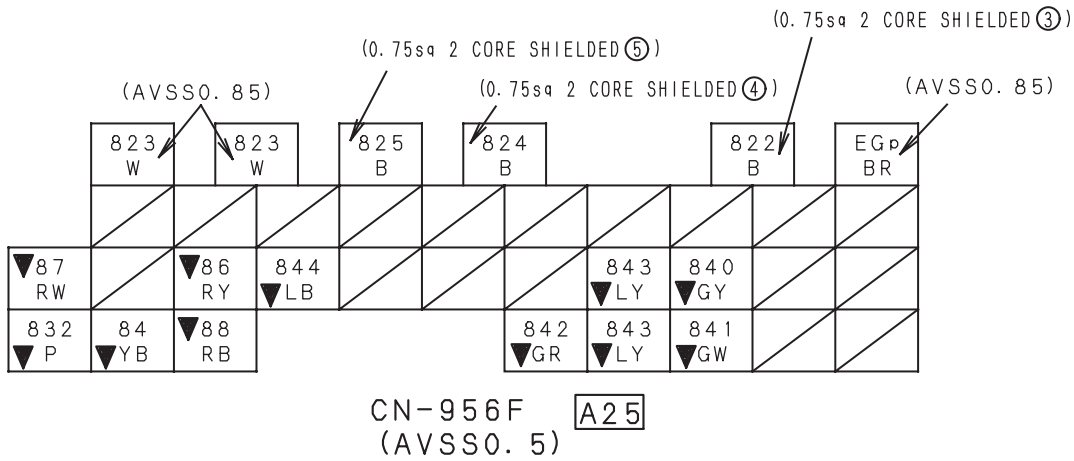 (0.75sq 2 CORE SHIELDED③)
(0.75sq 2 CORE SHIELDED⑤)
(0.75sq 2 CORE SHIELDED④)
(AVSS0.85)
(AVSS0.85)
823 823 825 824 822 EGp
W W B B B BR
▼87 ▼86 844 843 840
RW RY ▼LB ▼LY ▼GY
832 84 ▼88 842 843 841
▼P ▼YB RB ▼GR ▼LY ▼GW
CN-956F A25
(AVSS0.5)